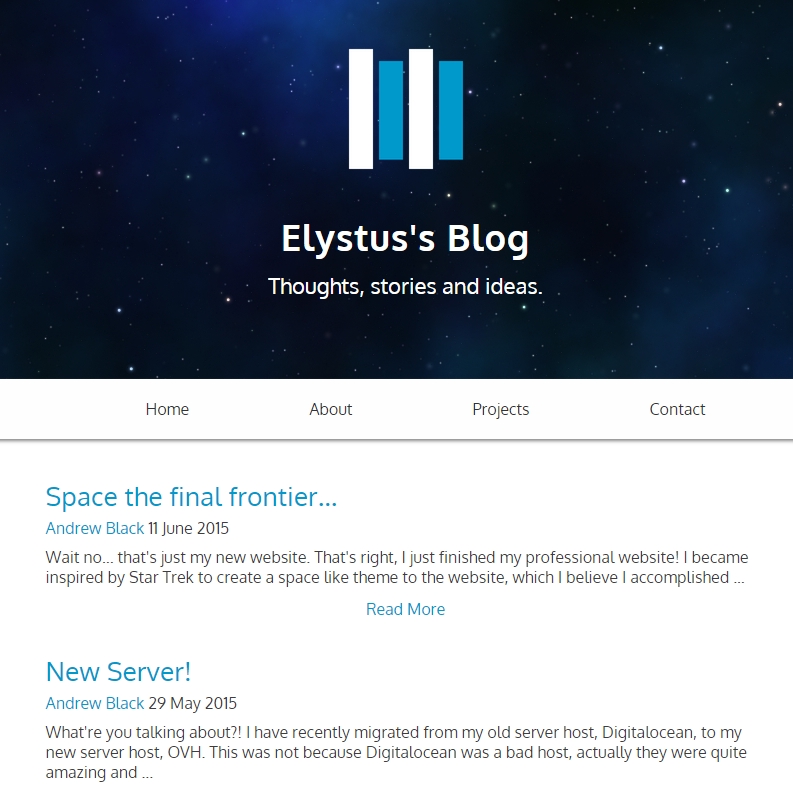 Elystus's Blog
Thoughts, stories and ideas.
Home About Projects Contact
Space the final frontier...
Andrew Black 11 June 2015
Wait no... that's just my new website. That's right, I just finished my professional website! I became
inspired by Star Trek to create a space like theme to the website, which I believe I accomplished ...
Read More
New Server!
Andrew Black 29 May 2015
What're you talking about?! I have recently migrated from my old server host, Digitalocean, to my
new server host, OVH. This was not because Digitalocean was a bad host, actually they were quite
amazing and ...